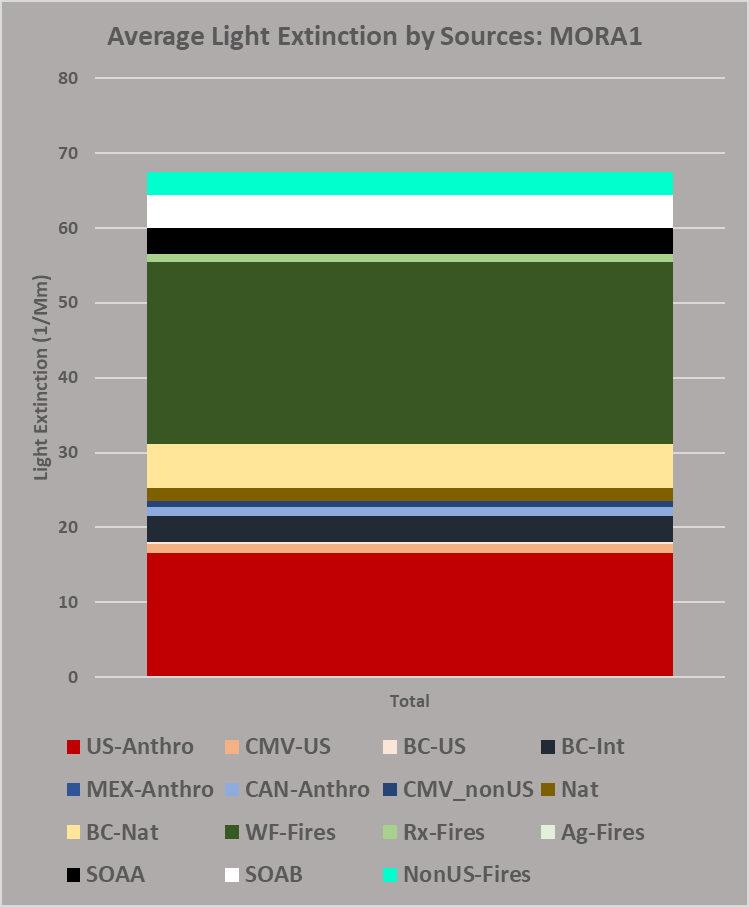 Average Light Extinction by Sources: MORA1
80
70
60
50
40
30
20
10
0
Light Extinction (1/Mm)
Total
US-Anthro CMV-US BC-US BC-Int
MEX-Anthro CAN-Anthro CMV_nonUS Nat
BC-Nat WF-Fires Rx-Fires Ag-Fires
SOAA SOAB NonUS-Fires